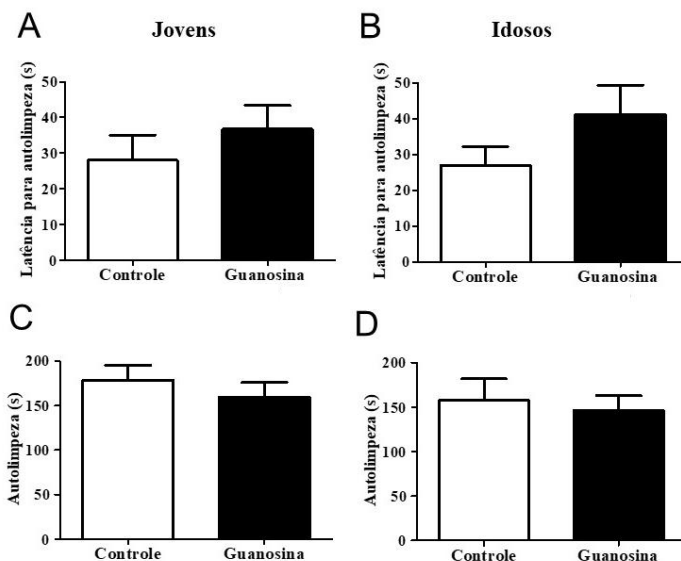 A
Jovens
Latência para autolimpeza (s)
50
40
30
20
10
0
Controle
Guanosina
B
Idosos
Latência para autolimpeza (s)
50
40
30
20
10
0
Controle
Guanosina
C
Autolimpeza (s)
200
150
100
50
0
Controle
Guanosina
D
Autolimpeza (s)
200
150
100
50
0
Controle
Guanosina